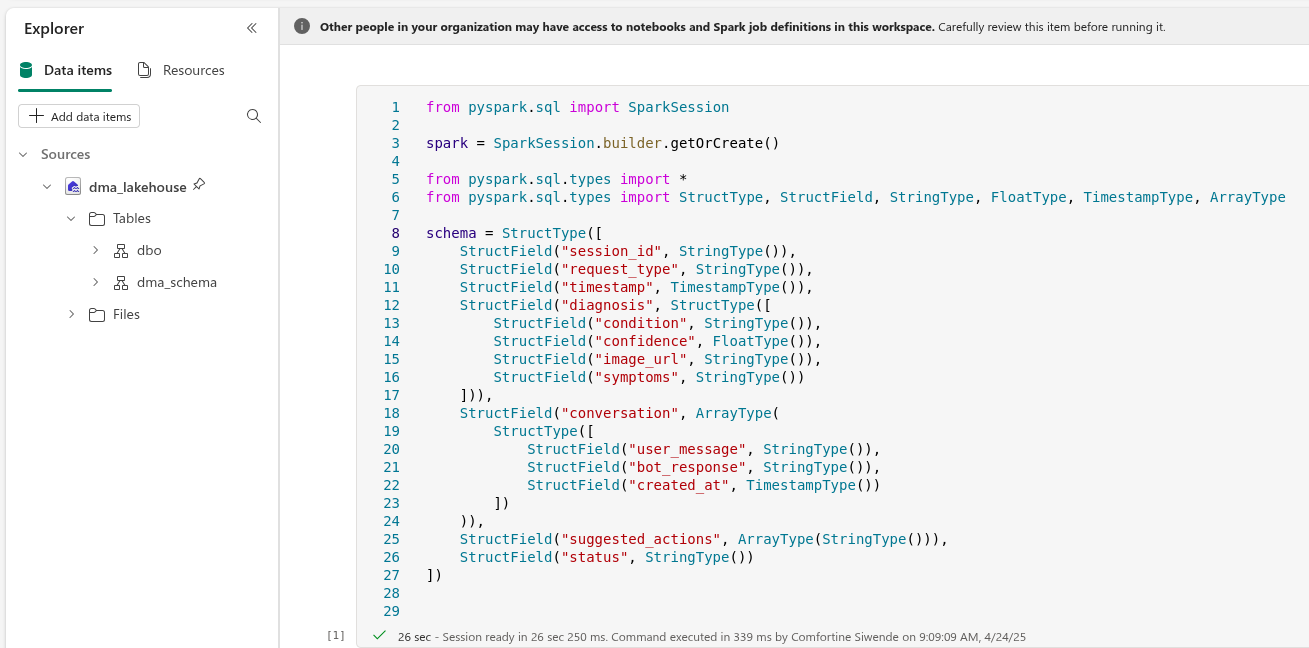 Explorer
Data items
Resources
Add data items
Sources
dma_lakehouse
Tables
dbo
dma_schema
Files
Other people in your organization may have access to notebooks and Spark job definitions in this workspace. Carefully review this item before running it.
1 from pyspark.sql import SparkSession
2
3 spark = SparkSession.builder.getOrCreate()
4
5 from pyspark.sql.types import *
6 from pyspark.sql.types import StructType, StructField, StringType, FloatType, TimestampType, ArrayType
7
8 schema = StructType([
9     StructField("session_id", StringType()),
10     StructField("request_type", StringType()),
11     StructField("timestamp", TimestampType()),
12     StructField("diagnosis", StructType([
13         StructField("condition", StringType()),
14         StructField("confidence", FloatType()),
15         StructField("image_url", StringType()),
16         StructField("symptoms", StringType())
17     ])),
18     StructField("conversation", ArrayType(
19         StructType([
20             StructField("user_message", StringType()),
21             StructField("bot_response", StringType()),
22             StructField("created_at", TimestampType())
23         ])
24     )),
25     StructField("suggested_actions", ArrayType(StringType())),
26     StructField("status", StringType())
27 ])
28
29
[1] 26 sec - Session ready in 26 sec 250 ms. Command executed in 339 ms by Comfortine Siwende on 9:09:09 AM, 4/24/25